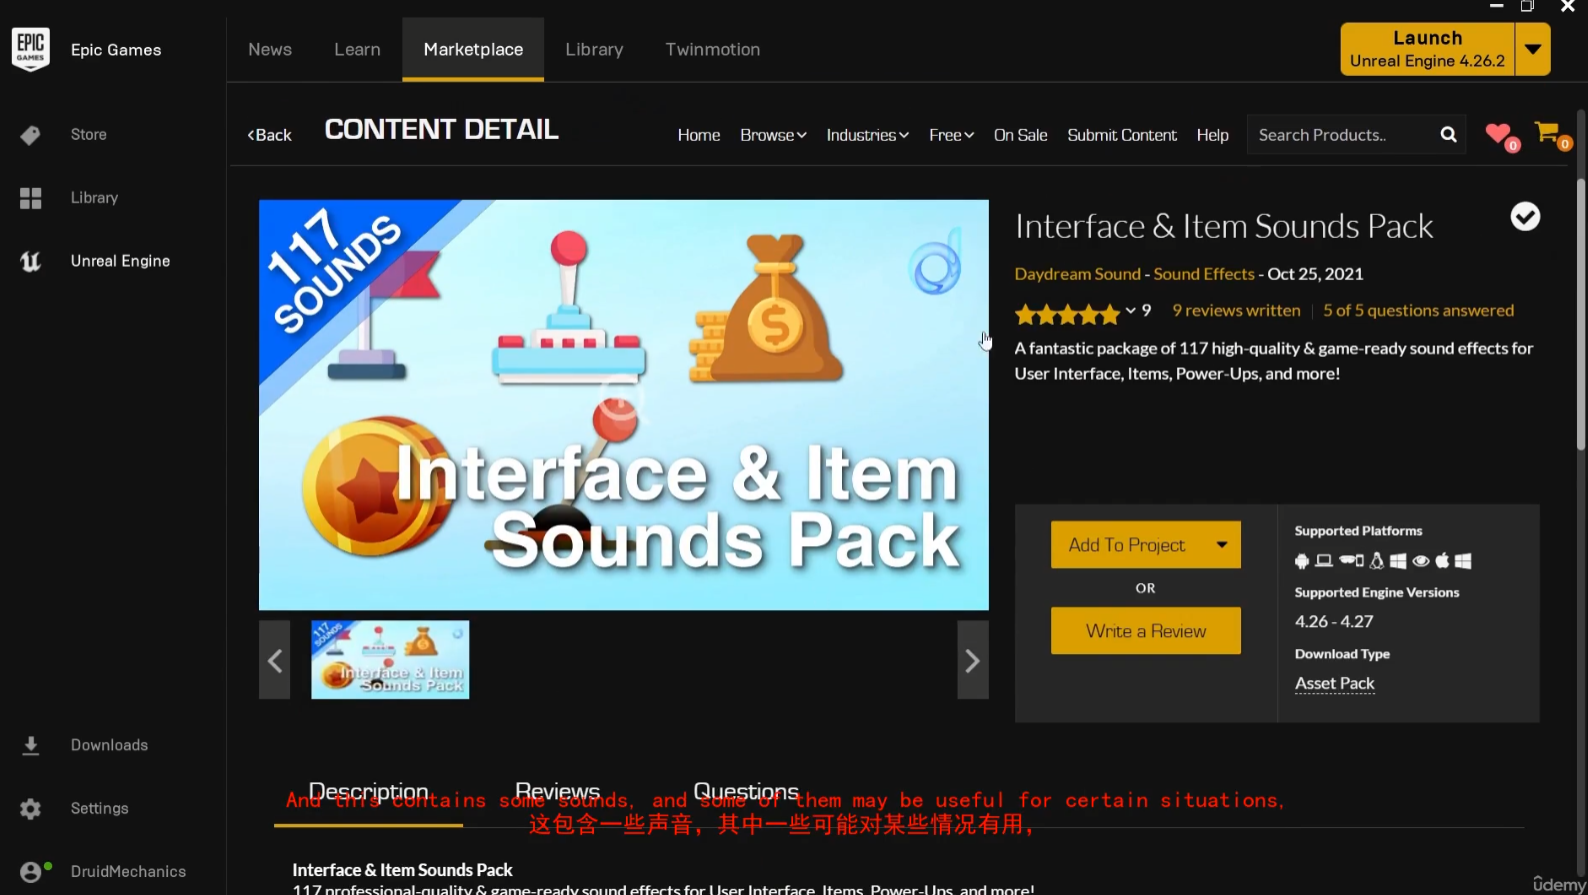 EPIC
GAMES
Epic Games
News
Learn
Marketplace
Library
Twinmotion
Launch
Unreal Engine 4.26.2
Store
Library
Unreal Engine
‹Back
CONTENT DETAIL
Home
Browse
Industries
Free
On Sale
Submit Content
Help
Search Products..
0
0
117
SOUNDS
Interface & Item
Sounds Pack
Interface & Item Sounds Pack
Daydream Sound - Sound Effects - Oct 25, 2021
9
9 reviews written
5 of 5 questions answered
A fantastic package of 117 high-quality & game-ready sound effects for
User Interface, Items, Power-Ups, and more!
Add To Project
OR
Write a Review
Supported Platforms
Supported Engine Versions
4.26 - 4.27
Download Type
Asset Pack
117
SOUNDS
Interface & Item
Sounds Pack
Downloads
Settings
DruidMechanics
Description
Reviews
Questions
And this contains some sounds, and some of them may be useful for certain situations,
这包含一些声音，其中一些可能对某些情况有用，
Interface & Item Sounds Pack
117 professional-quality & game-ready sound effects for User Interface, Items, Power-Ups, and more!
ûdemy